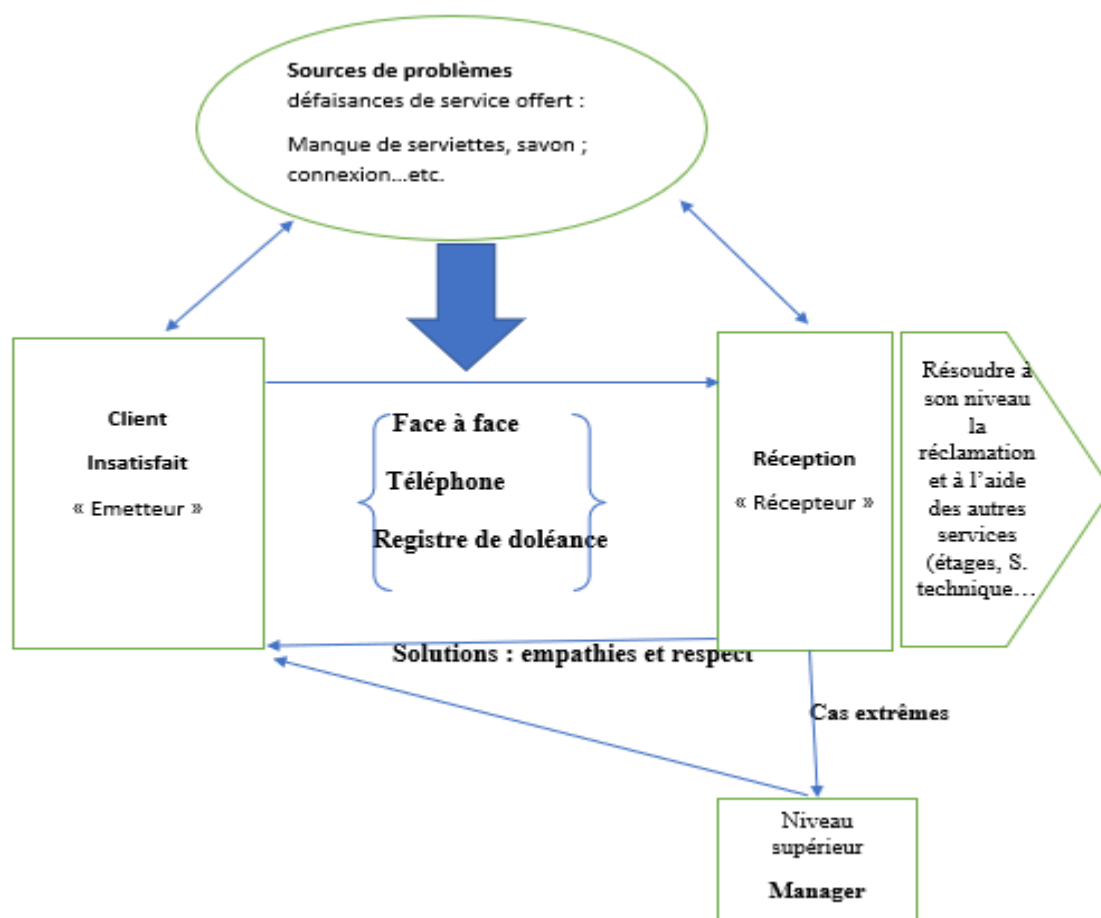 Sources de problèmes
défaisances de service offert :
Manque de serviettes, savon ;
connexion...etc.
Client
Insatisfait
« Emetteur »
Face à face
Téléphone
Registre de doléance
Réception
« Récepteur »
Résoudre à
son niveau
la
réclamation
et à l’aide
des autres
services
(étages, S.
technique…
Solutions : empathies et respect
Cas extrêmes
Niveau
supérieur
Manager